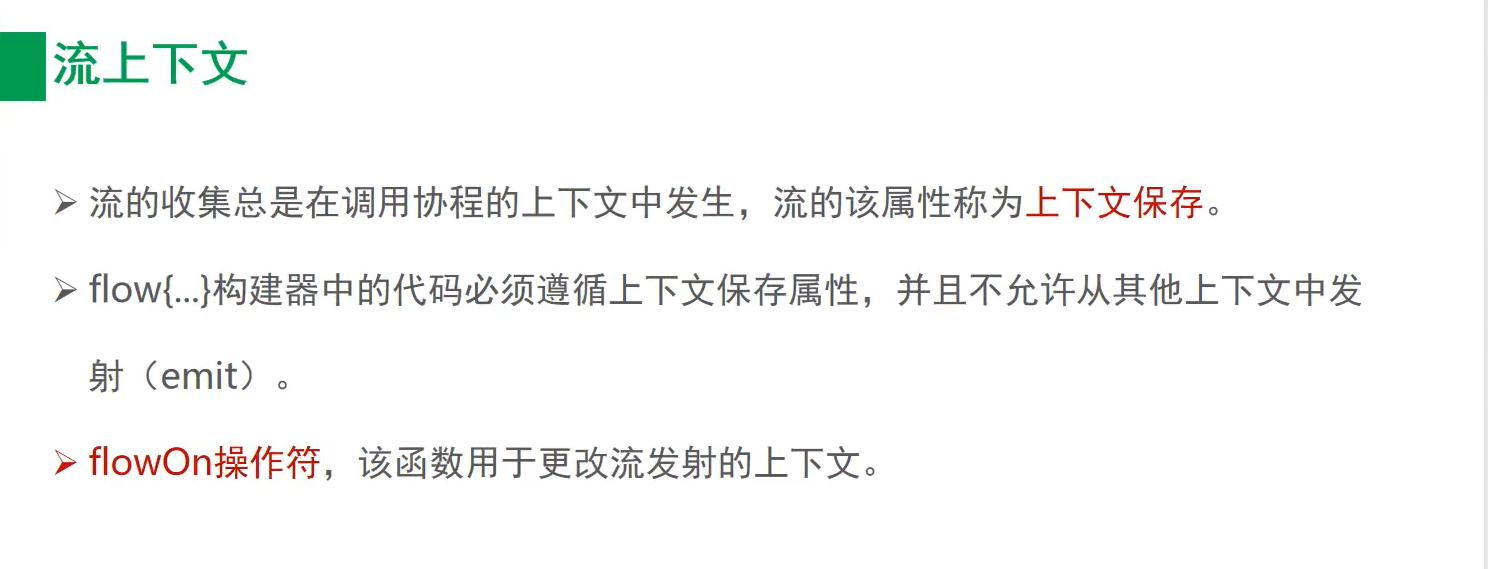 流上下文
流的收集总是在调用协程的上下文中发生，流的该属性称为上下文保存。
flow{...}构建器中的代码必须遵循上下文保存属性，并且不允许从其他上下文中发
射（emit）。
flowOn操作符，该函数用于更改流发射的上下文。